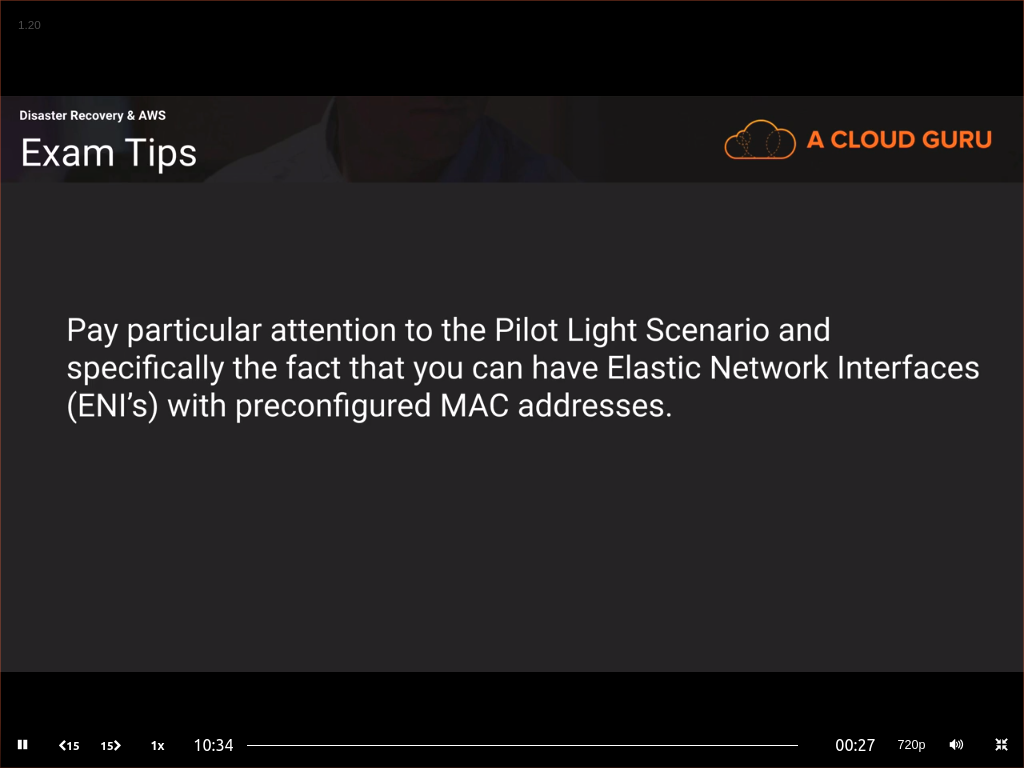 1.20
Disaster Recovery & AWS
Exam Tips
A CLOUD GURU
Pay particular attention to the Pilot Light Scenario and
specifically the fact that you can have Elastic Network Interfaces
(ENI’s) with preconfigured MAC addresses.
15 15 1x 10:34 00:27 720p